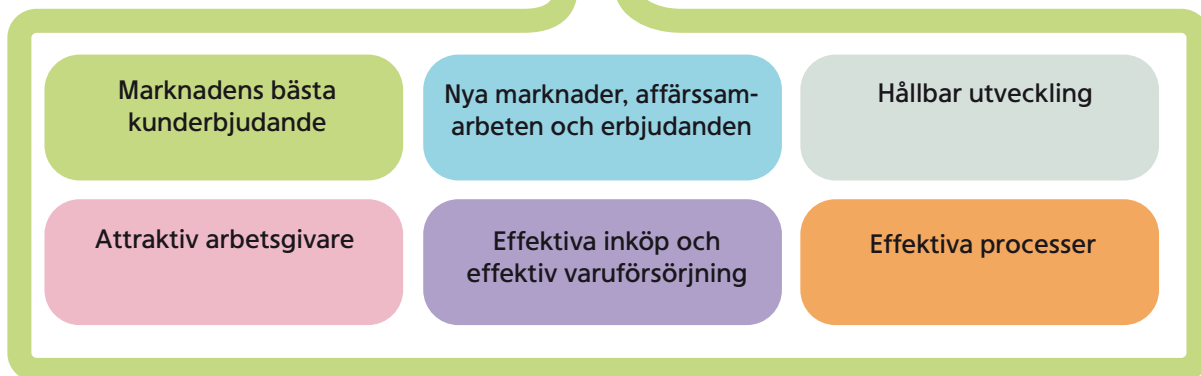 Marknadens bästa
kunderbjudande
Nya marknader, affärssam-
arbeten och erbjudanden
Hållbar utveckling
Attraktiv arbetsgivare
Effektiva inköp och
effektiv varuförsörjning
Effektiva processer